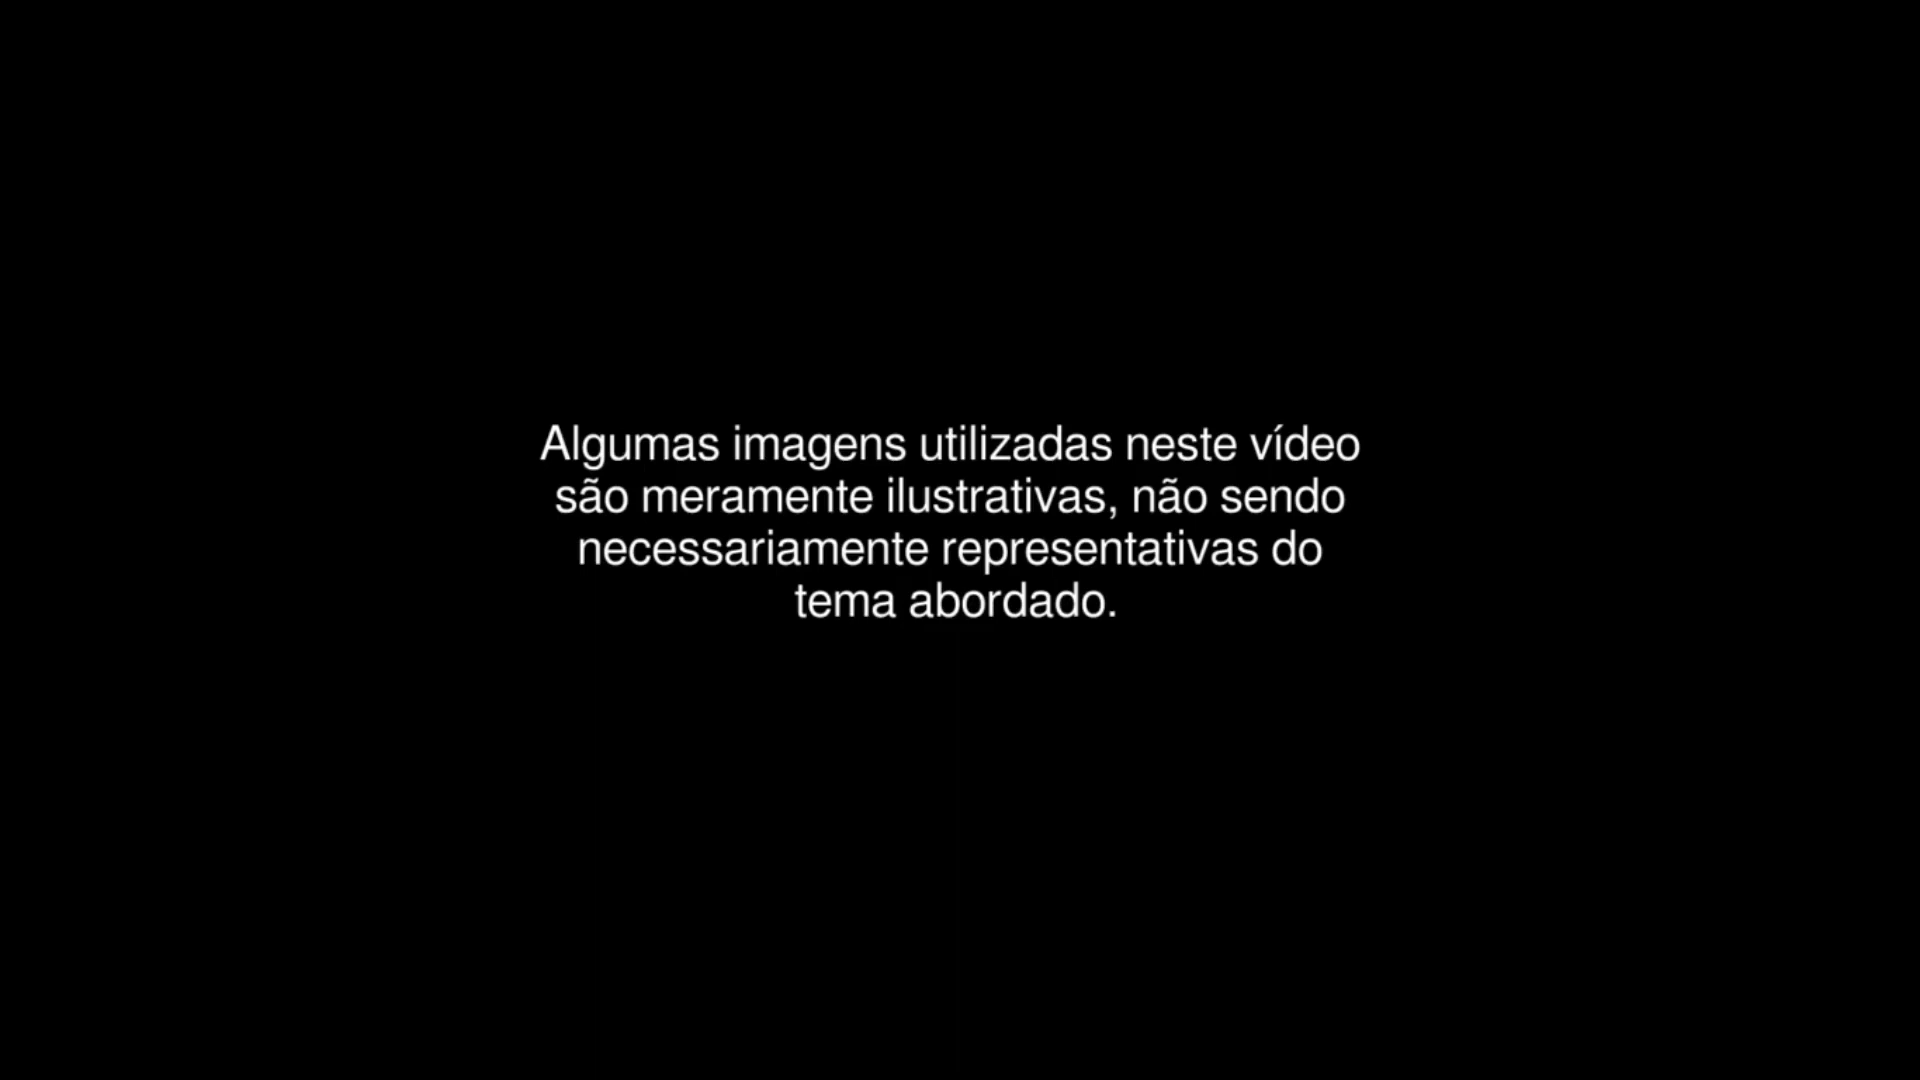 Algumas imagens utilizadas neste vídeo
são meramente ilustrativas, não sendo
necessariamente representativas do
tema abordado.